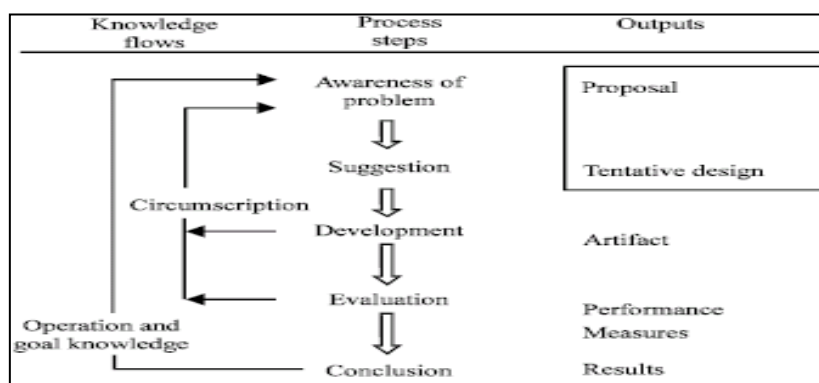 Knowledge flows
Process steps
Outputs
Awareness of problem
Proposal
Suggestion
Tentative design
Circumscription
Development
Artifact
Evaluation
Performance Measures
Operation and goal knowledge
Conclusion
Results